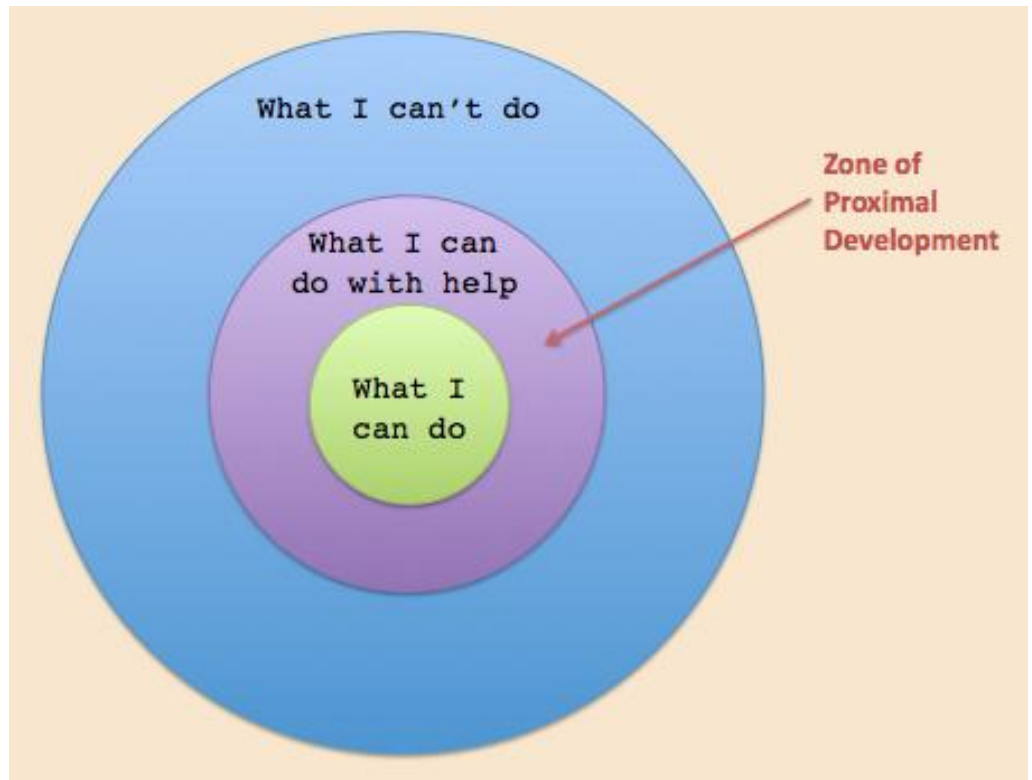 What I can't do
Zone of
Proximal
Development
What I can
do with help
What I
can do